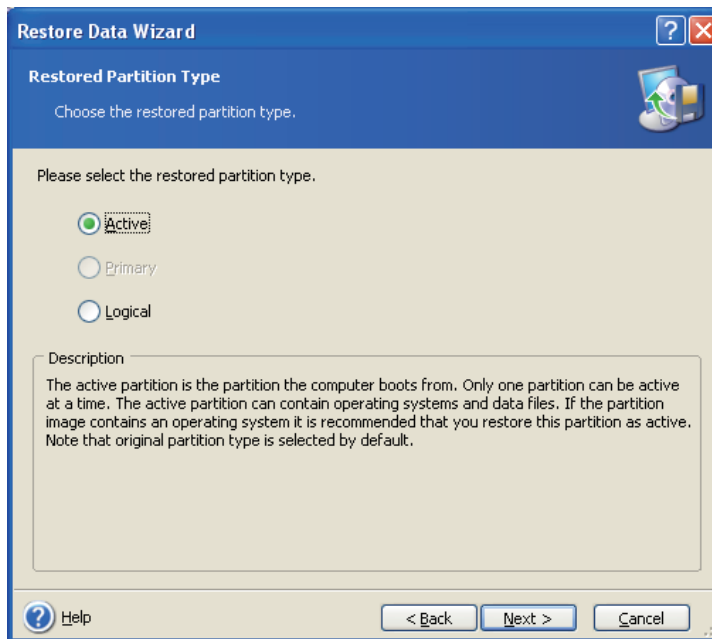 Restore Data Wizard
Restored Partition Type
Choose the restored partition type.
Please select the restored partition type.
Active
Primary
Logical
Description
The active partition is the partition the computer boots from. Only one partition can be active
at a time. The active partition can contain operating systems and data files. If the partition
image contains an operating system it is recommended that you restore this partition as active.
Note that original partition type is selected by default.
Help
< Back
Next >
Cancel